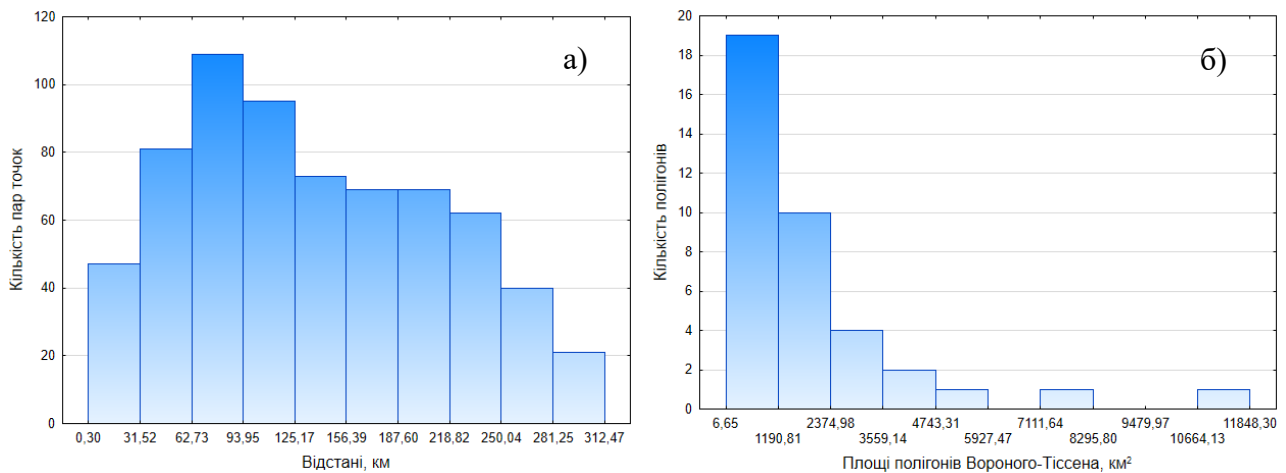 120
100
80
60
40
20
0
Кількість пар точок
а)
0,30 31,52 62,73 93,95 125,17 156,39 187,60 218,82 250,04 281,25 312,47
Відстані, км
20
18
16
14
12
10
8
6
4
2
0
Кількість полігонів
б)
6,65 2374,98 4743,31 7111,64 9479,97 11848,30
1190,81 3559,14 5927,47 8295,80 10664,13
Площі полігонів Вороного-Тіссена, км²